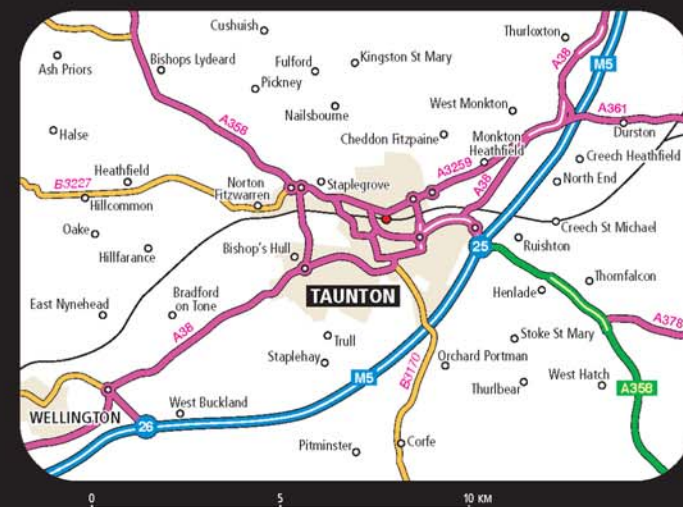 Cushuish
Thurloxton
A38
M5
Ash Priors
Bishops Lydeard
Fulford
Kingston St Mary
Pickney
A358
Nailsbourne
West Monkton
A361
Durston
Halse
Cheddon Fitzpaine
Monkton
Heathfield
Creech Heathfield
A3259
A38
North End
B3227
Heathfield
Norton
Fitzwarren
Staplegrove
Hillcommon
Oake
Hillfarance
Bishop's Hull
Creech St Michael
25
Ruishton
TAUNTON
Henlade
Thornfalcon
East Nynehead
Bradford
on Tone
A38
Trull
Staplehay
B3170
Stoke St Mary
A378
Orchard Portman
M5
Thurlbear
West Hatch
A358
WELLINGTON
West Buckland
26
Pitminster
Corfe
0 5 10 KM